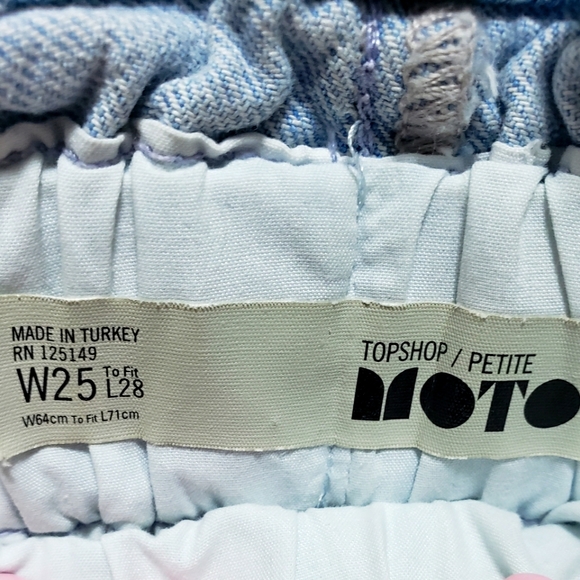 MADE IN TURKEY
RN 125149
W25 To Fit L28
W64cm To Fit L71cm
TOPSHOP / PETITE
MOTO